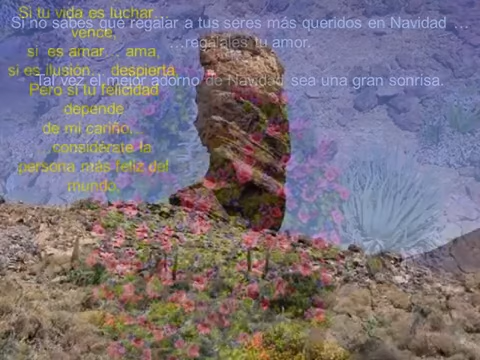 Si tu vida es luchar…
vence,
si es amar… ama,
si es ilusión… despierta
Pero si tu felicidad
depende
de mi cariño…
considérate la
persona más feliz del
mundo.
Si no sabes que regalar a tus seres más queridos en Navidad …
…regálales tu amor.
Tal vez el mejor adorno de Navidad, sea una gran sonrisa.